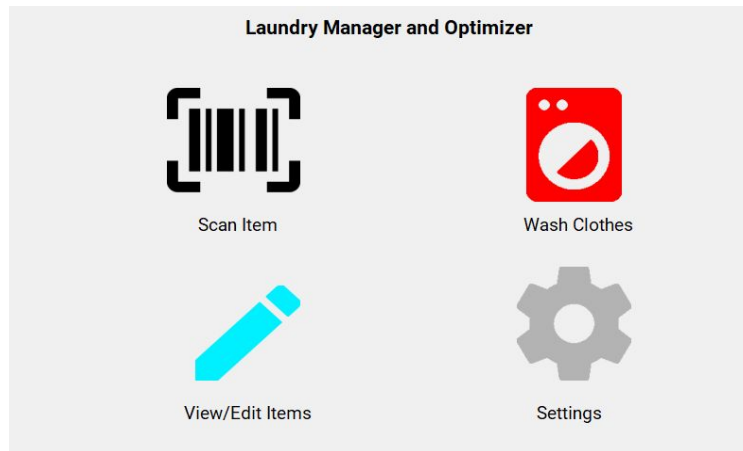 Laundry Manager and Optimizer
Scan Item
Wash Clothes
View/Edit Items
Settings